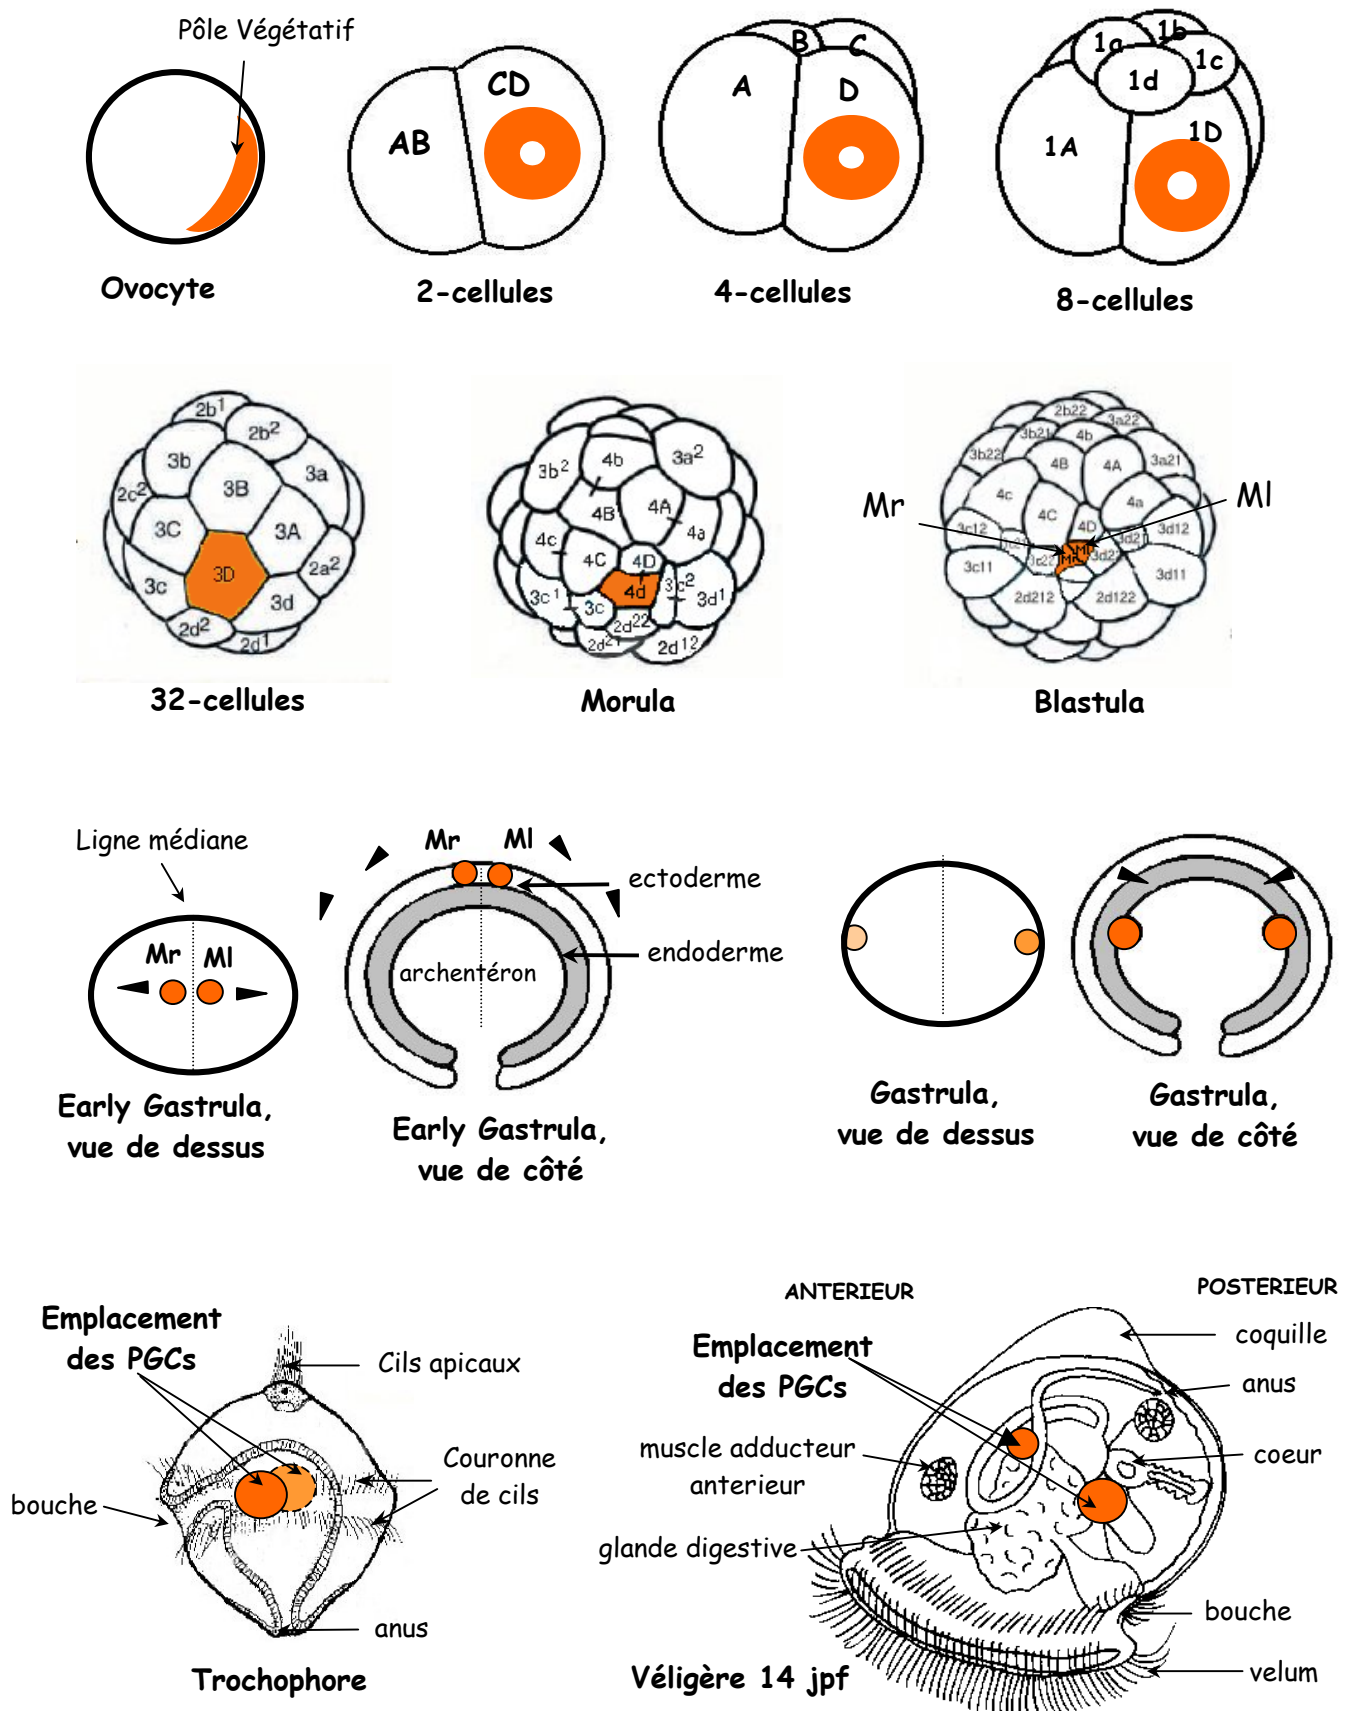 Pôle Végétatif
AB
CD
A
B
C
D
1a
1b
1c
1d
1A
1D
Ovocyte
2-cellules
4-cellules
8-cellules
2b1
2b2
3b
3a
3B
2c2
3C
3A
3D
2a2
3c
3d
2d2
2d1
3b2
4b
3a2
4B
4A
4c
4a
4C
4D
4d
3c2
3c1
3c
3d1
2d22
2d21
2d12
2b22
3a22
3b21
4b
3b22
4B
4A
3a21
4c
4a
4C
4D
3c12
3d12
3d21
3d22
3c22
3c11
3d11
2d212
2d122
Mr
Ml
32-cellules
Morula
Blastula
Ligne médiane
Mr
Ml
Mr
Ml
ectoderme
endoderme
archentéron
Early Gastrula,
vue de dessus
Early Gastrula,
vue de côté
Gastrula,
vue de dessus
Gastrula,
vue de côté
Emplacement
des PGCs
Cils apicaux
Couronne
de cils
bouche
anus
Trochophore
ANTERIEUR
POSTERIEUR
Emplacement
des PGCs
coquille
anus
muscle adducteur
anterieur
coeur
glande digestive
bouche
velum
Véligère 14 jpf